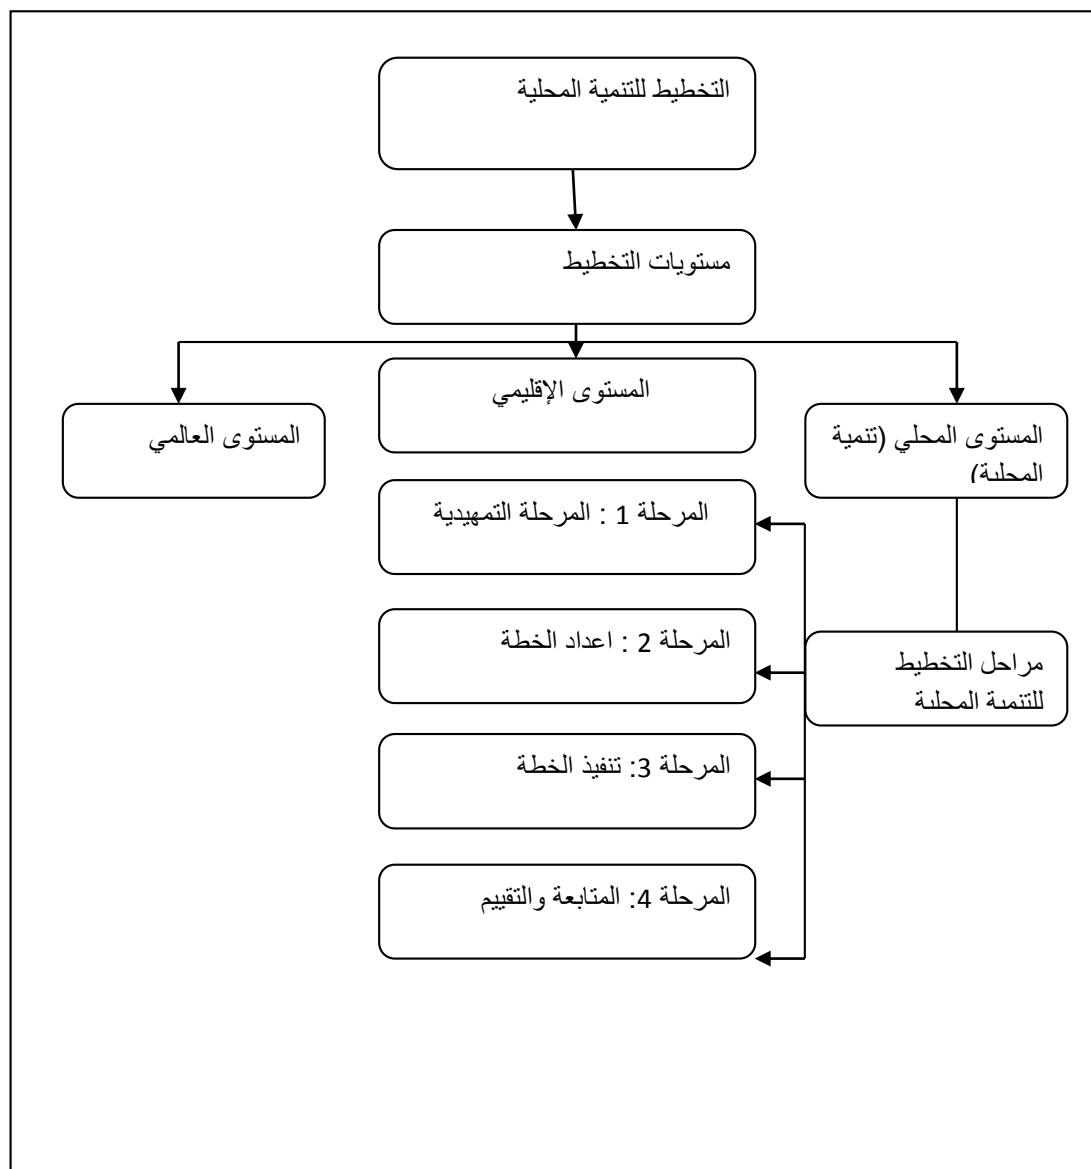 التخطيط للتنمية المحلية
مستويات التخطيط
المستوى الإقليمي
المستوى المحلي (تنمية
المحلية)
المستوى العالمي
المرحلة 1 : المرحلة التمهيدية
مراحل التخطيط
للتنمية المحلية
المرحلة 2 : اعداد الخطة
المرحلة 3: تنفيذ الخطة
المرحلة 4: المتابعة والتقييم